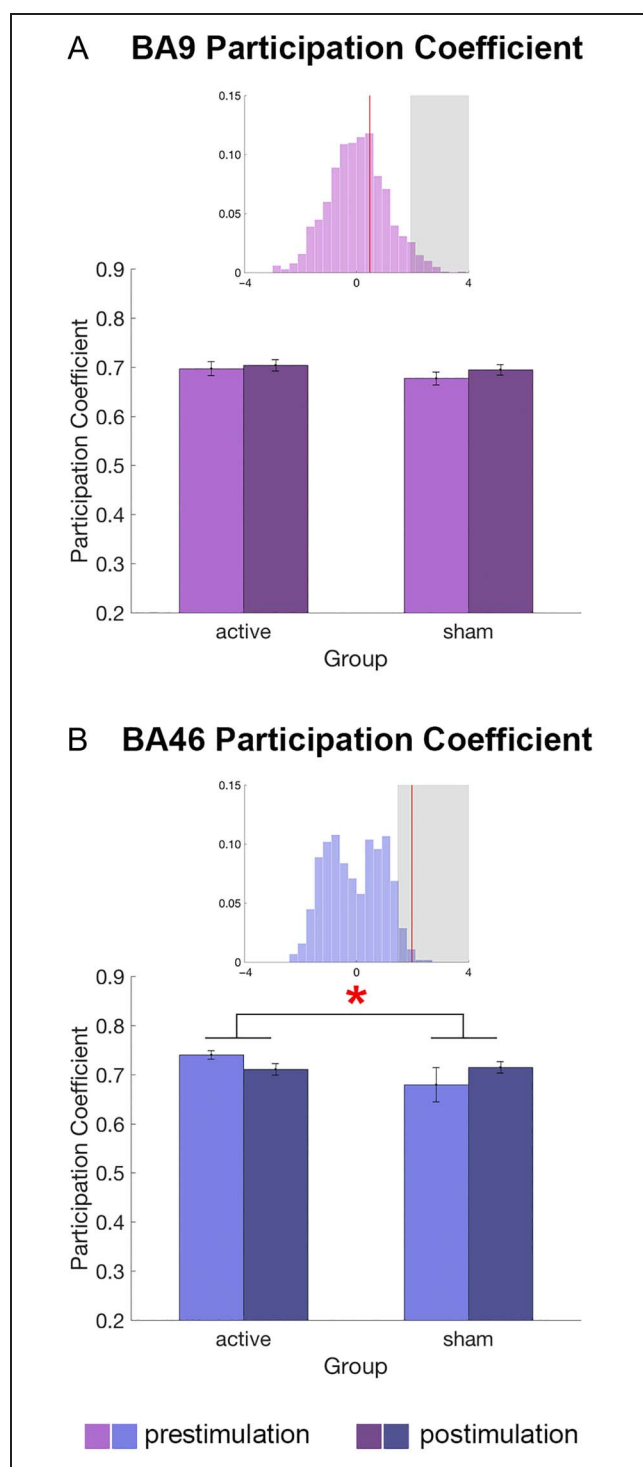 A BA9 Participation Coefficient
0.15
0.10
0.05
0
-4 0 4
0.9
0.8
0.7
0.6
0.5
0.4
0.3
0.2
Participation Coefficient
active sham
Group
B BA46 Participation Coefficient
0.15
0.10
0.05
0
-4 0 4
0.9
*
0.8
0.7
0.6
0.5
0.4
0.3
0.2
Participation Coefficient
active sham
Group
prestimulation postimulation